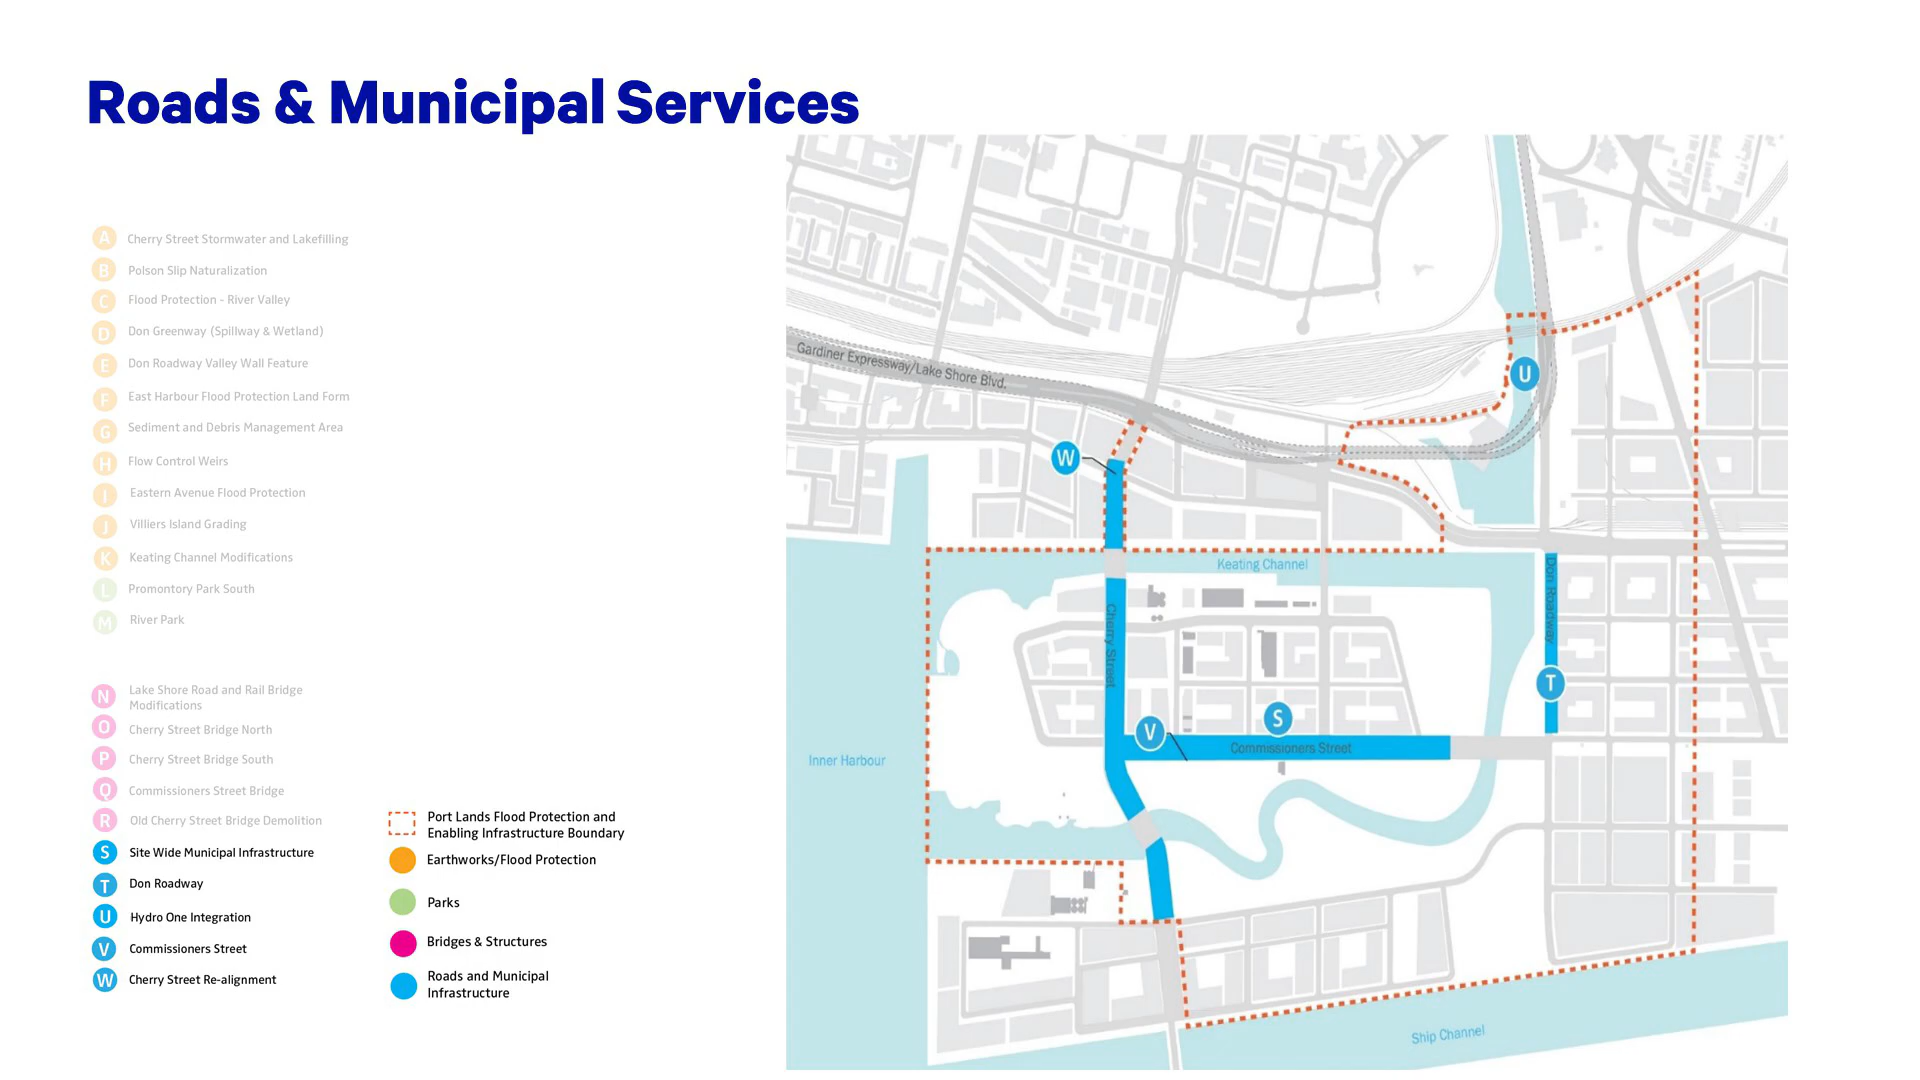 Roads & Municipal Services
A Cherry Street Stormwater and Lakefilling
B Polson Slip Naturalization
C Flood Protection - River Valley
D Don Greenway (Spillway & Wetland)
E Don Roadway Valley Wall Feature
F East Harbour Flood Protection Land Form
G Sediment and Debris Management Area
H Flow Control Weirs
I Eastern Avenue Flood Protection
J Villiers Island Grading
K Keating Channel Modifications
L Promontory Park South
M River Park
N Lake Shore Road and Rail Bridge
Modifications
O Cherry Street Bridge North
P Cherry Street Bridge South
Q Commissioners Street Bridge
R Old Cherry Street Bridge Demolition
S Site Wide Municipal Infrastructure
T Don Roadway
U Hydro One Integration
V Commissioners Street
W Cherry Street Re-alignment
Port Lands Flood Protection and
Enabling Infrastructure Boundary
Earthworks/Flood Protection
Parks
Bridges & Structures
Roads and Municipal
Infrastructure
Gardiner Expressway/Lake Shore Blvd.
U
W
Keating Channel
Don Roadway
Cherry Street
T
S
V
Commissioners Street
Inner Harbour
Ship Channel